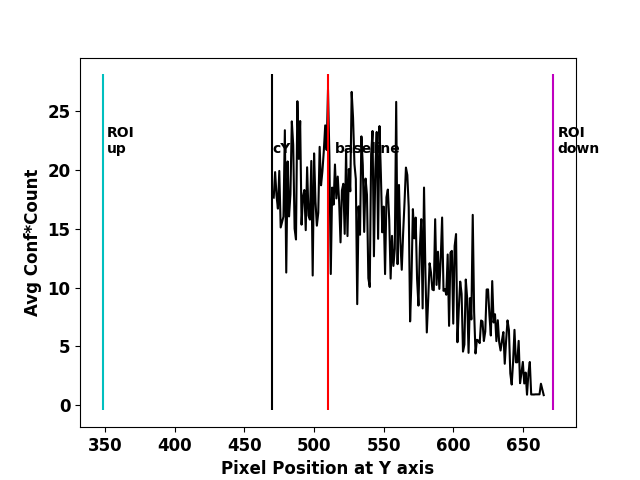 ROI
up
cY
baseline
ROI
down
Avg Conf*Count
25
20
15
10
5
0
350 400 450 500 550 600 650
Pixel Position at Y axis